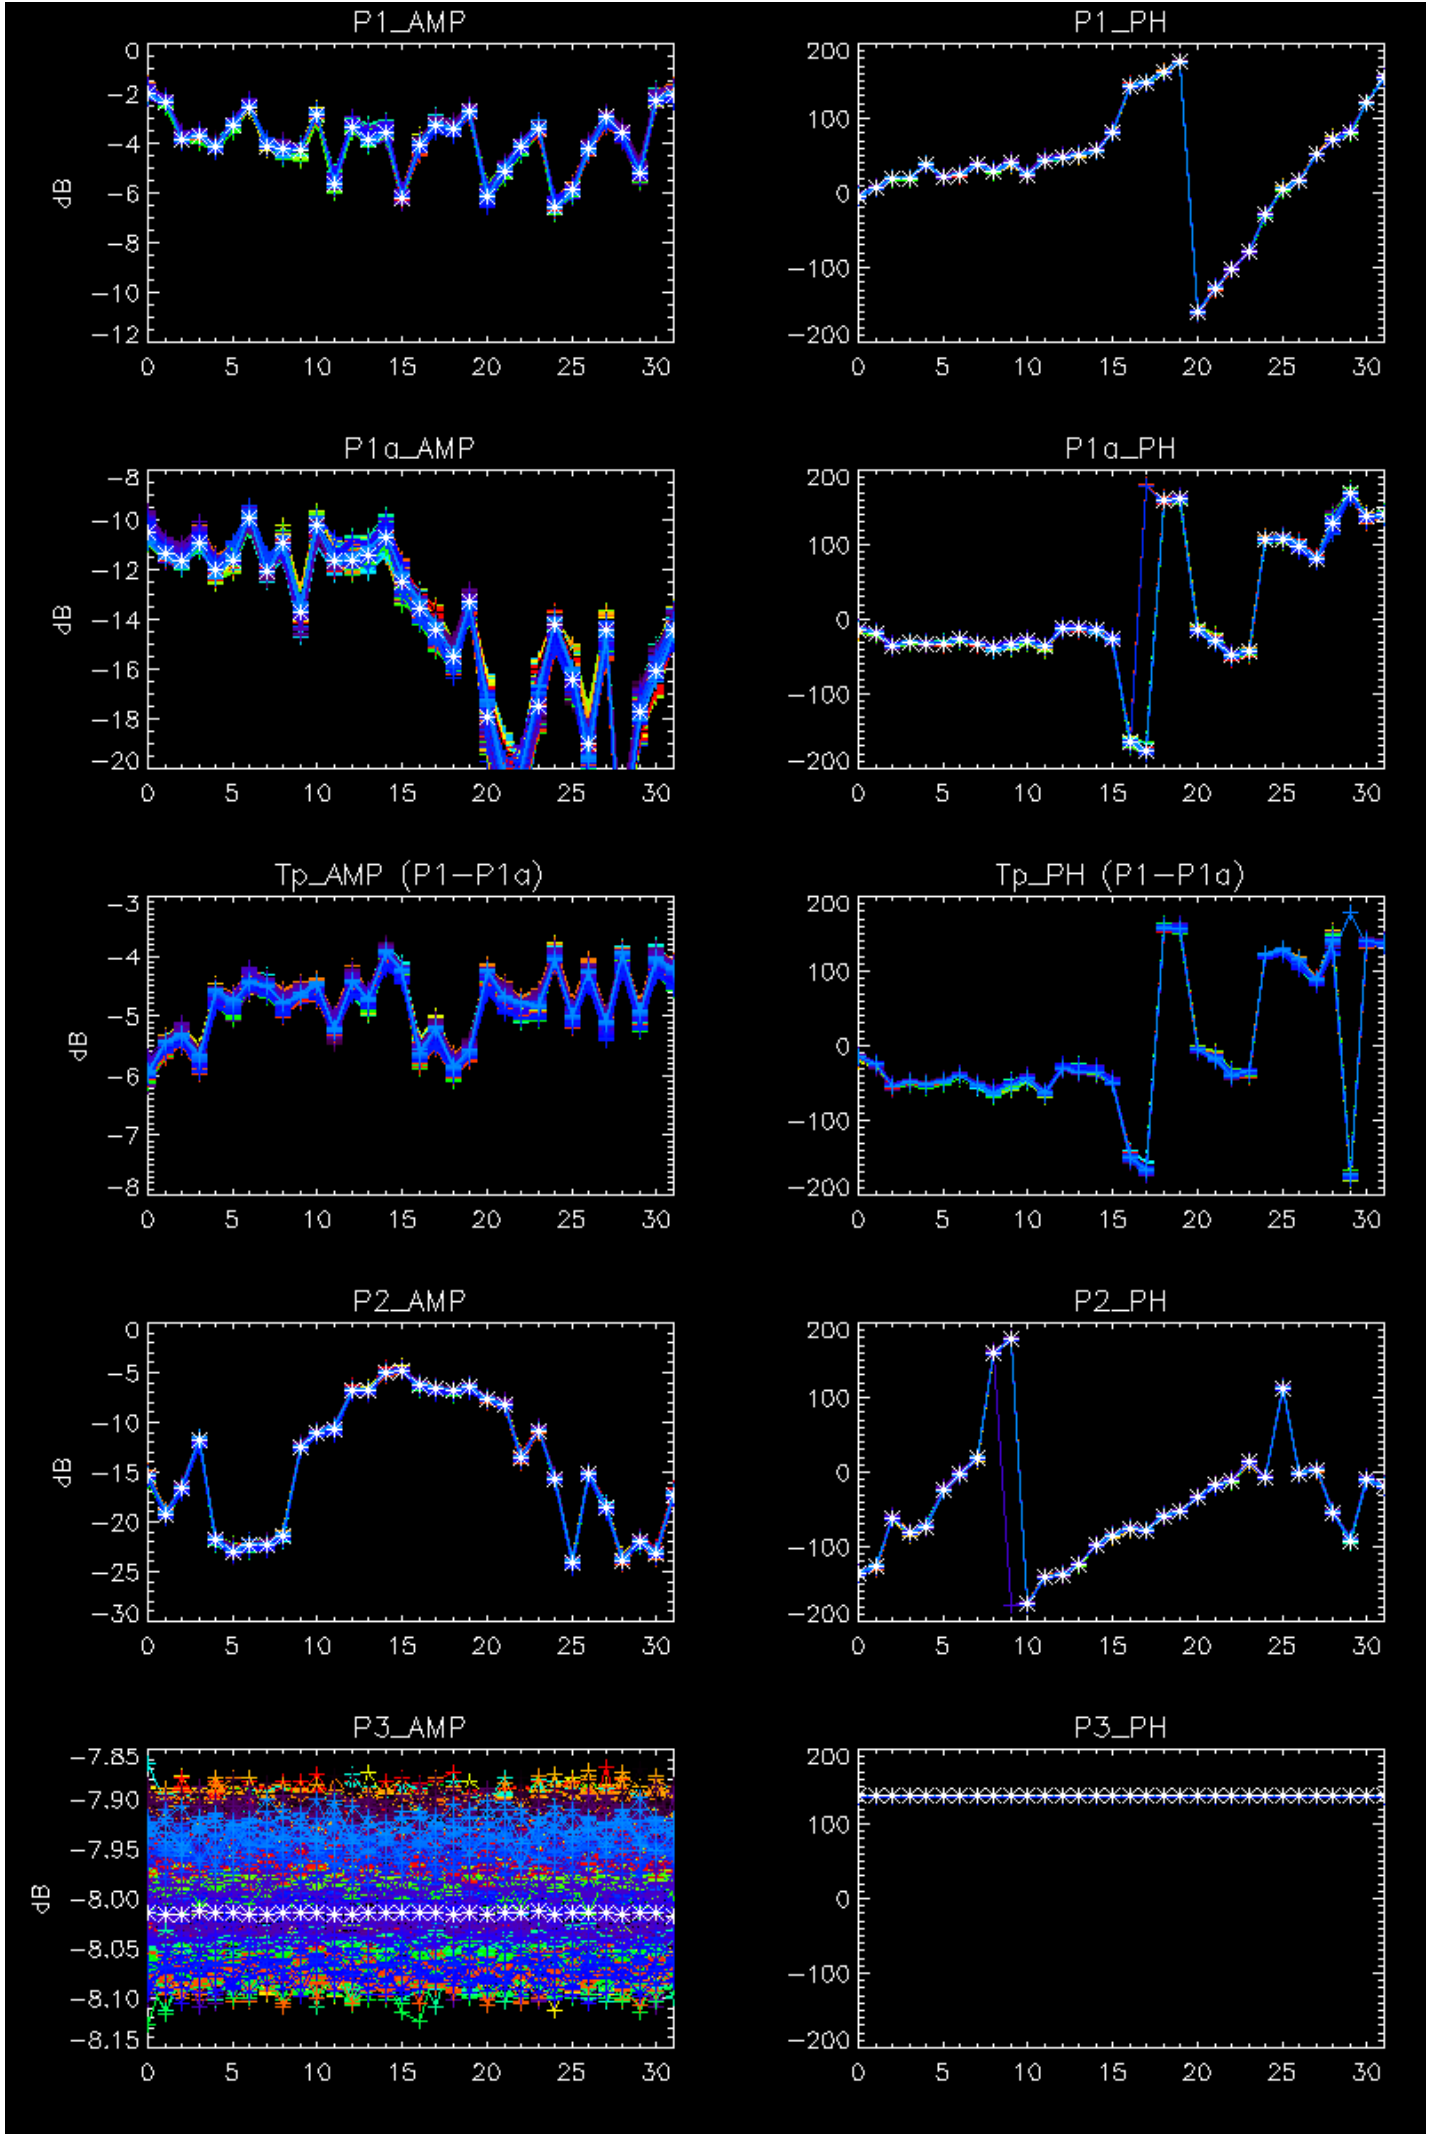 P1_AMP P1_PH
0 200
-2 100
-4 0
dB
-6
-8 -100
-10
-12 -200
0 5 10 15 20 25 30 0 5 10 15 20 25 30
P1a_AMP P1a_PH
-8 200
-10 100
-12 0
dB
-14
-16 -100
-18
-20 -200
0 5 10 15 20 25 30 0 5 10 15 20 25 30
Tp_AMP (P1-P1a) Tp_PH (P1-P1a)
-3 200
-4 100
-5 0
dB
-6 -100
-7
-8 -200
0 5 10 15 20 25 30 0 5 10 15 20 25 30
P2_AMP P2_PH
0 200
-5 100
-10 0
dB
-15
-20 -100
-25
-30 -200
0 5 10 15 20 25 30 0 5 10 15 20 25 30
P3_AMP P3_PH
-7.85 200
-7.90 100
-7.95
-8.00 0
dB
-8.05 -100
-8.10
-8.15 -200
0 5 10 15 20 25 30 0 5 10 15 20 25 30